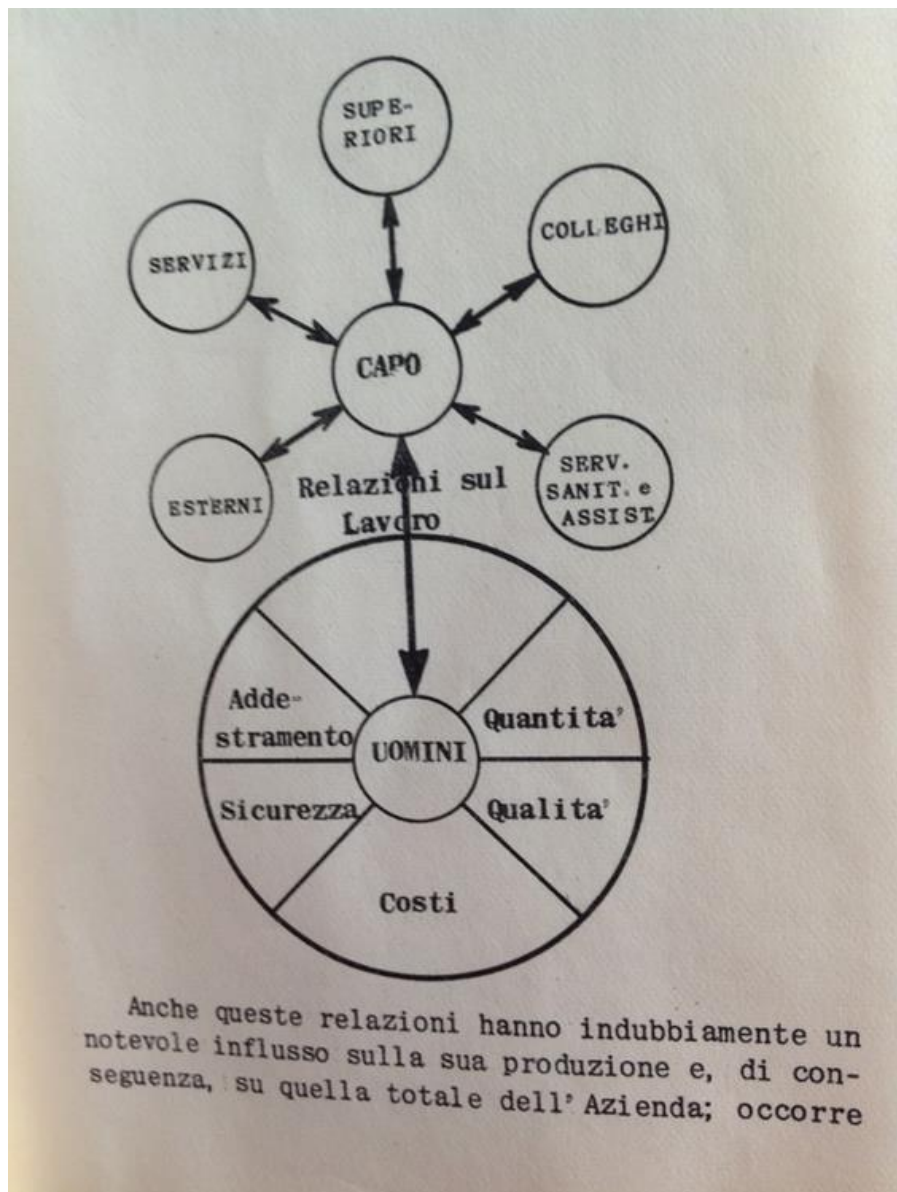 SUPE-
RIORI
COLLEGHI
SERVIZI
CAPO
SERV.
SANIT. e
ASSIST.
ESTERNI
Relazioni sul
Lavoro
Adde-
stramento
Quantita'
UOMINI
Sicurezza
Qualita'
Costi
Anche queste relazioni hanno indubbiamente un
notevole influsso sulla sua produzione e, di con-
seguenza, su quella totale dell' Azienda; occorre